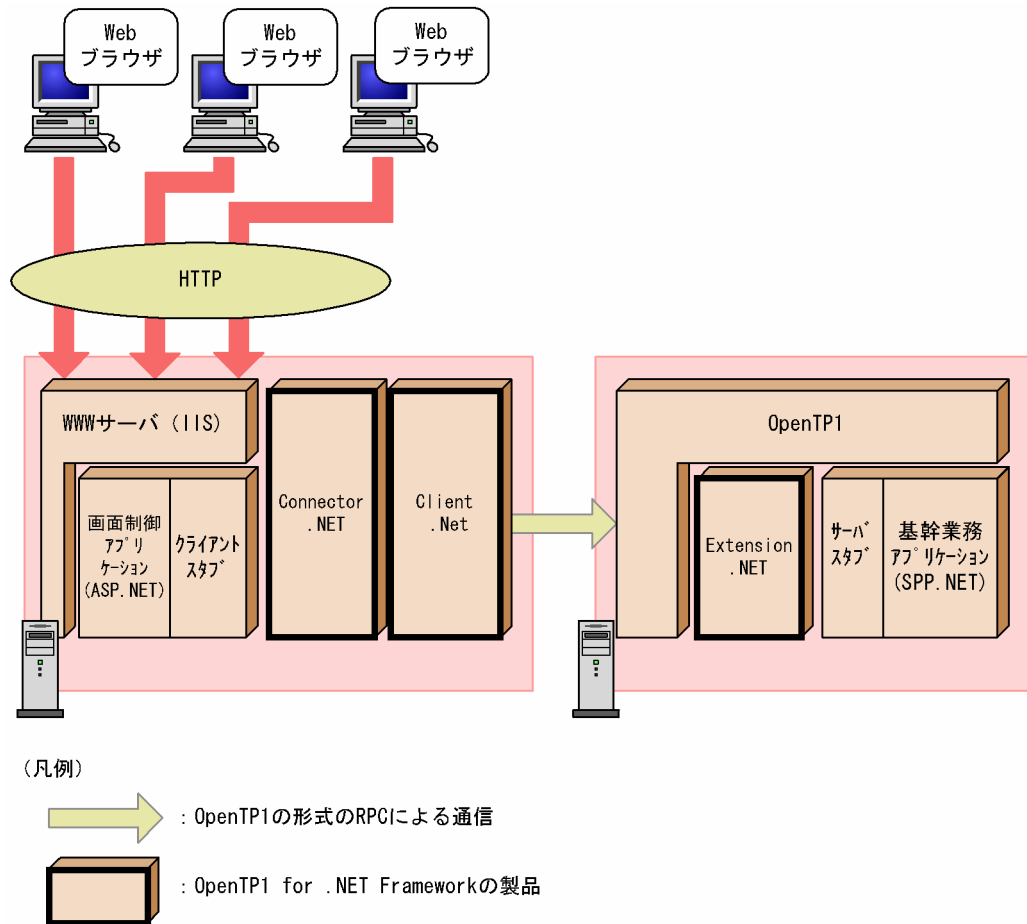 Web
ブラウザ
Web
ブラウザ
Web
ブラウザ
HTTP
WWWサーバ（IIS）
画面制御
ｱﾌﾟﾘ
ｹｰｼｮﾝ
(ASP.NET)
ｸﾗｲｱﾝﾄ
ｽﾀﾌﾞ
Connector
.NET
Client
.Net
OpenTP1
Extension
.NET
ｻｰﾊﾞ
ｽﾀﾌﾞ
基幹業務
ｱﾌﾟﾘｹｰｼｮﾝ
(SPP.NET)
（凡例）
：OpenTP1の形式のRPCによる通信
：OpenTP1 for .NET Frameworkの製品